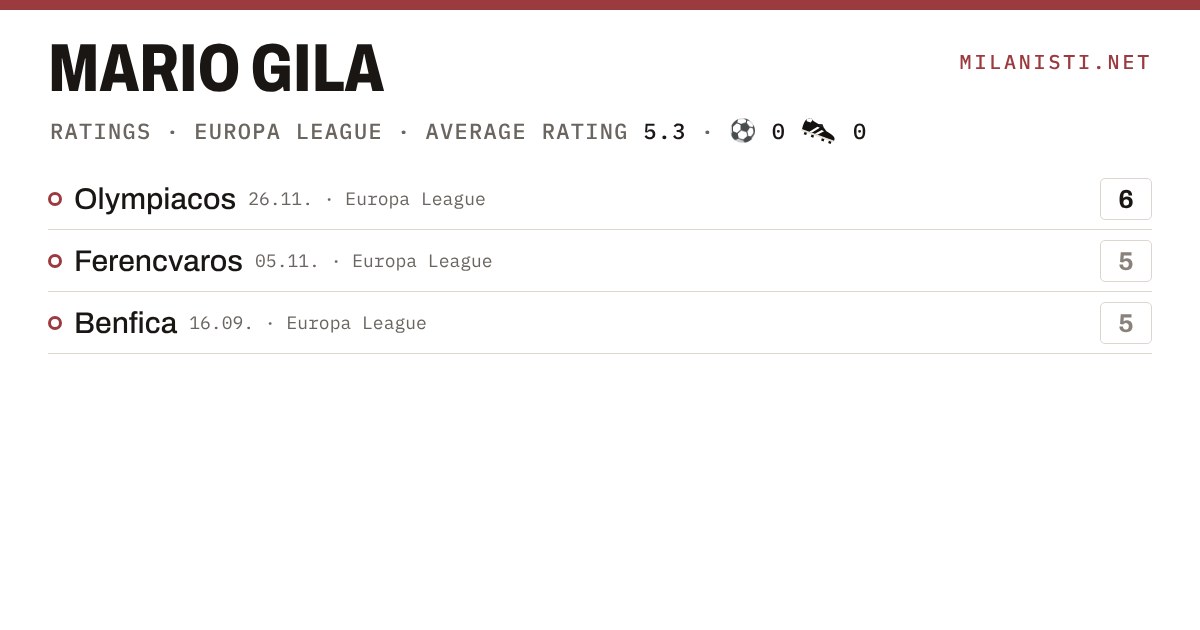 MARIO GILA
MILANISTI.NET
RATINGS · EUROPA LEAGUE · AVERAGE RATING 5.3 · ⚽ 0 0
Olympiacos 26.11. · Europa League 6
Ferencvaros 05.11. · Europa League 5
Benfica 16.09. · Europa League 5